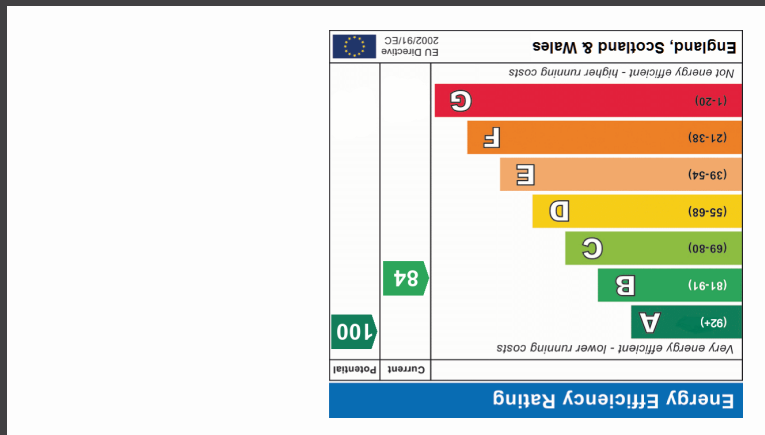 Energy Efficiency Rating
Current Potential
Very energy efficient - lower running costs
(92+) A
100
(81-91) B
84
(69-80) C
(55-68) D
(39-54) E
(21-38) F
(1-20) G
Not energy efficient - higher running costs
England, Scotland & Wales
EU Directive
2002/91/EC